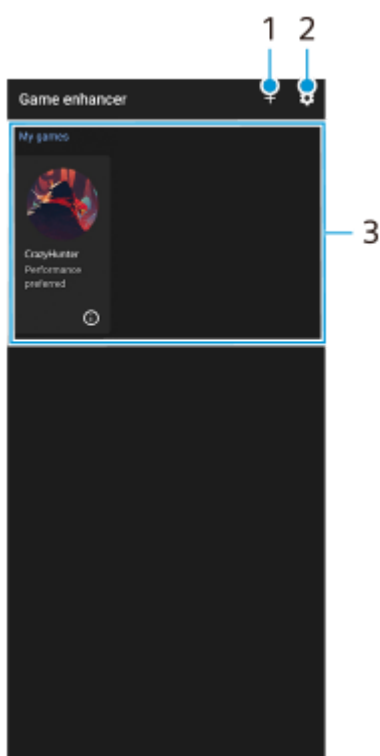 1 2
Game enhancer
My games
3
CrazyHunter
Performance
preferred